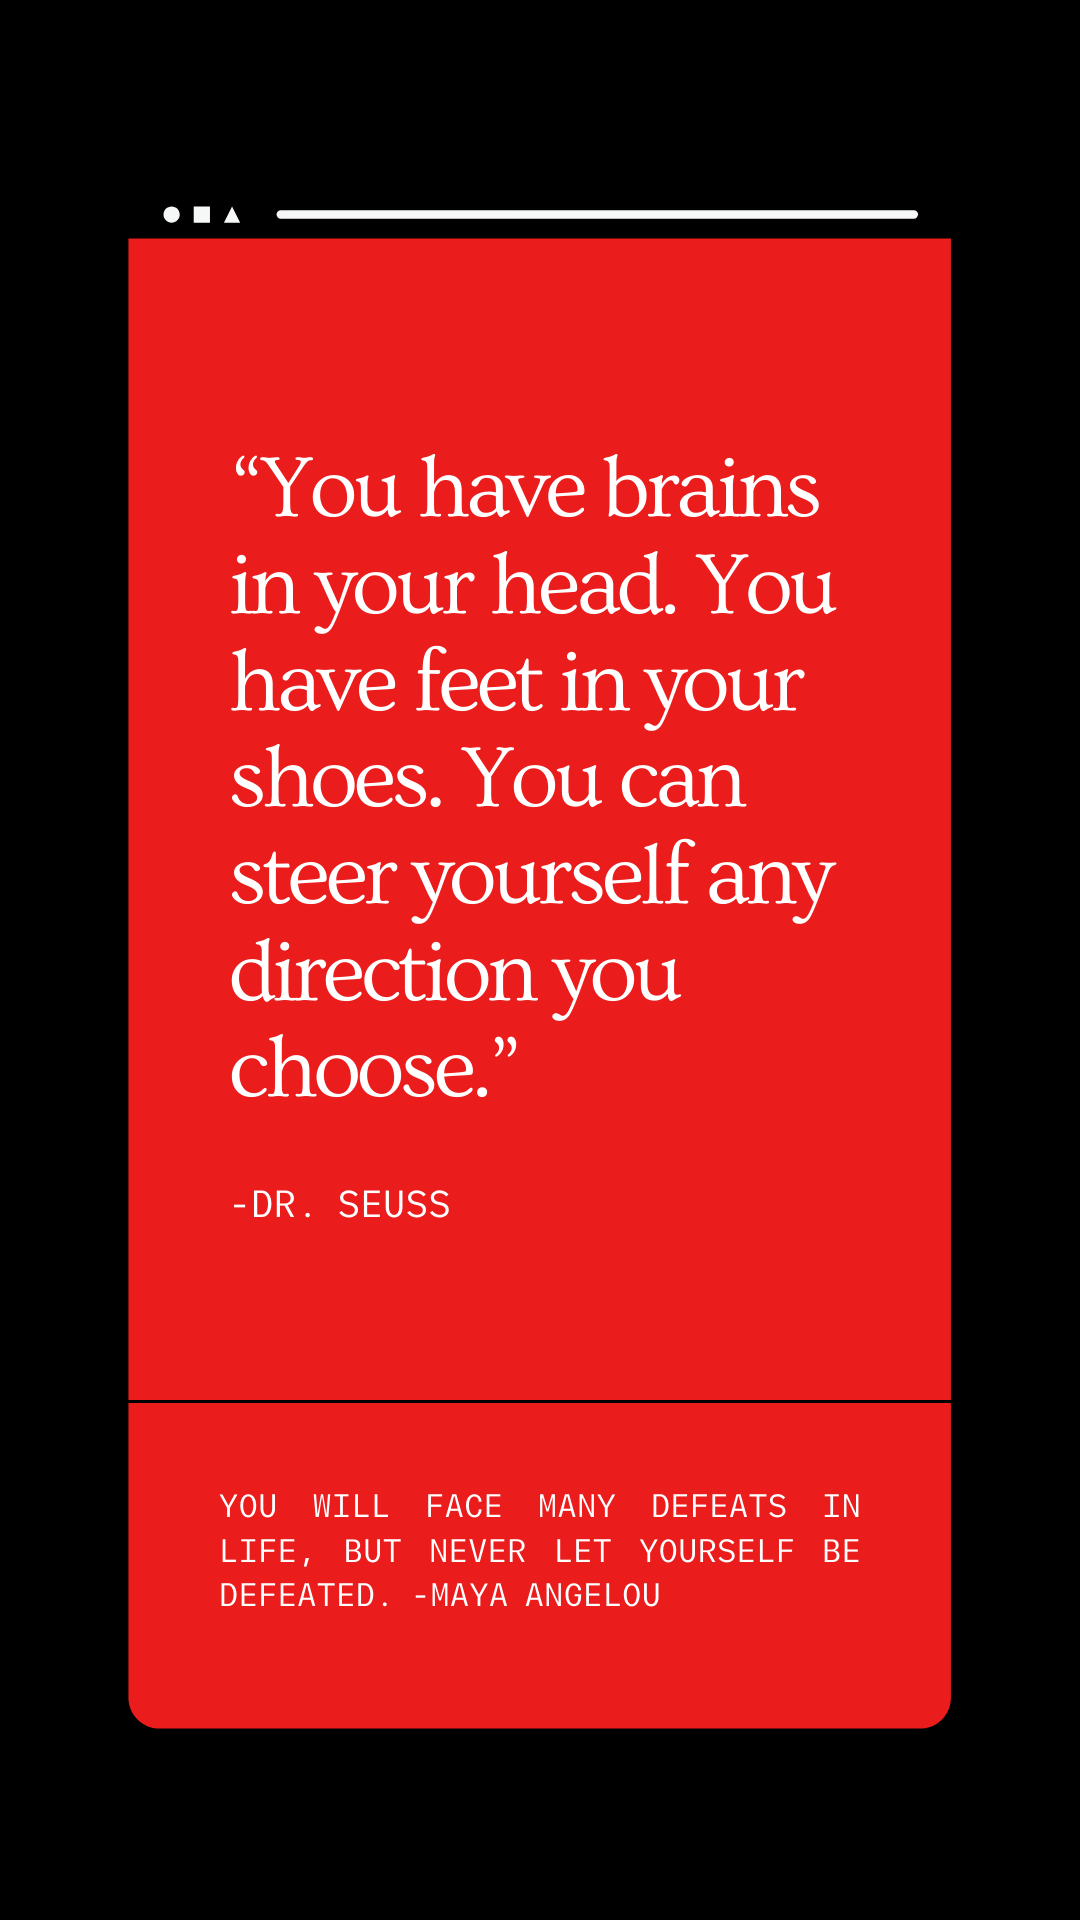 “You have brains
in your head. You
have feet in your
shoes. You can
steer yourself any
direction you
choose.”
-DR. SEUSS
YOU WILL FACE MANY DEFEATS IN
LIFE, BUT NEVER LET YOURSELF BE
DEFEATED. -MAYA ANGELOU